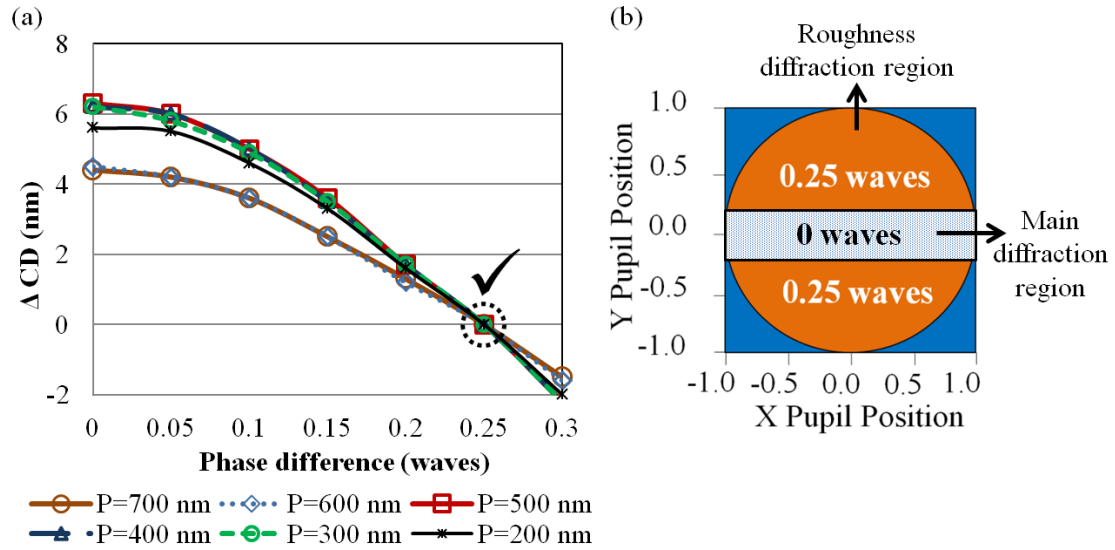 (a)
8
6
4
2
0
-2
Δ CD (nm)
0 0.05 0.1 0.15 0.2 0.25 0.3
Phase difference (waves)
P=700 nm P=600 nm P=500 nm
P=400 nm P=300 nm P=200 nm
(b)
Roughness
diffraction region
1.0
0.5
0.0
-0.5
-1.0
Y Pupil Position
0.25 waves
0 waves
0.25 waves
Main
diffraction
region
-1.0 -0.5 0.0 0.5 1.0
X Pupil Position